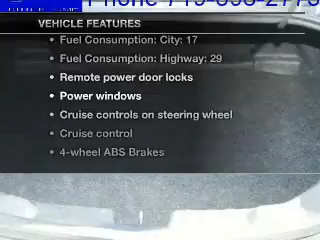 VEHICLE FEATURES
• Fuel Consumption: City: 17
• Fuel Consumption: Highway: 29
• Remote power door locks
• Power windows
• Cruise controls on steering wheel
• Cruise control
• 4-wheel ABS Brakes